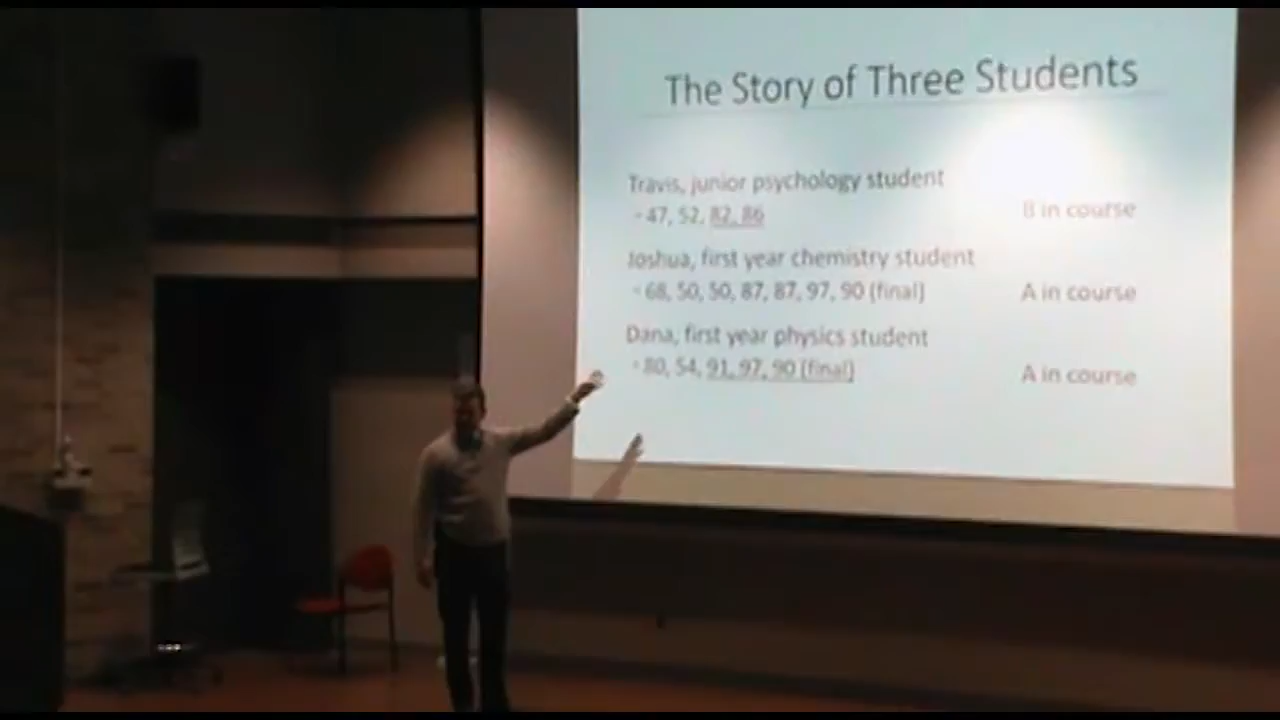 The Story of Three Students
Travis, junior psychology student
- 47, 52, 82, 86
B in course
Joshua, first year chemistry student
- 68, 50, 50, 87, 87, 97, 90 (final)
A in course
Dana, first year physics student
- 80, 54, 91, 97, 90 (final)
A in course